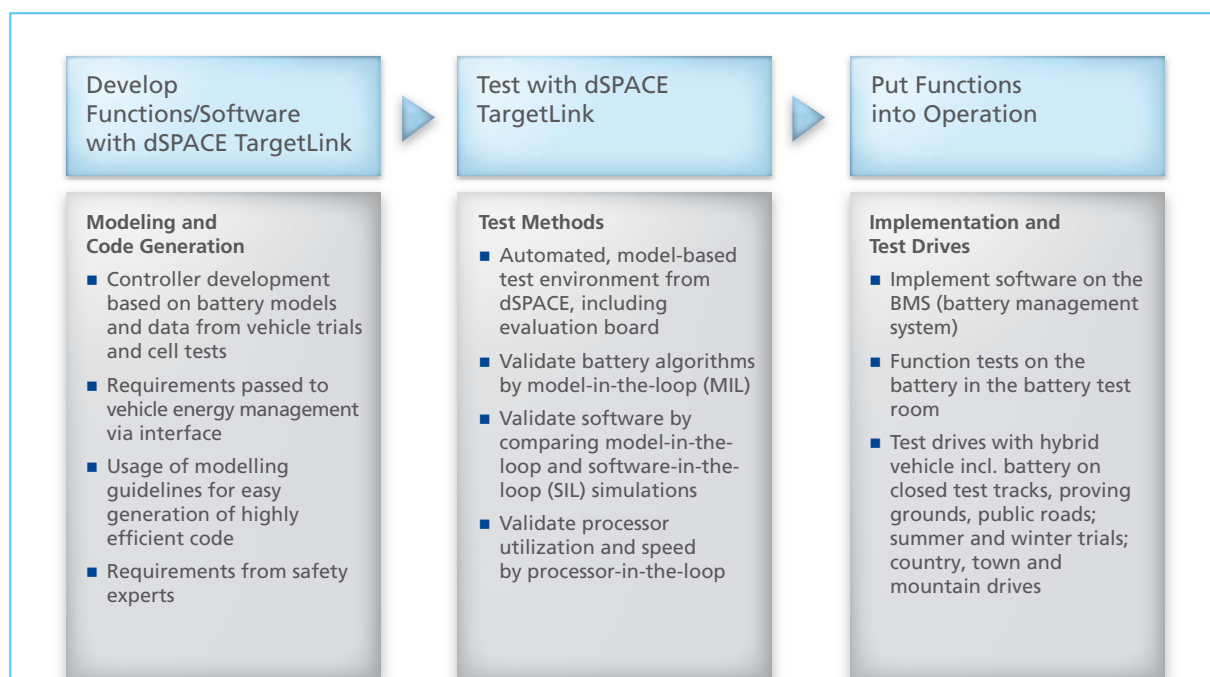 Develop
Functions/Software
with dSPACE TargetLink
Test with dSPACE
TargetLink
Put Functions
into Operation
Modeling and
Code Generation
■ Controller development
based on battery models
and data from vehicle trials
and cell tests
■ Requirements passed to
vehicle energy management
via interface
■ Usage of modelling
guidelines for easy
generation of highly
efficient code
■ Requirements from safety
experts
Test Methods
■ Automated, model-based
test environment from
dSPACE, including
evaluation board
■ Validate battery algorithms
by model-in-the-loop (MIL)
■ Validate software by
comparing model-in-the-
loop and software-in-the-
loop (SIL) simulations
■ Validate processor
utilization and speed
by processor-in-the-loop
Implementation and
Test Drives
■ Implement software on the
BMS (battery management
system)
■ Function tests on the
battery in the battery test
room
■ Test drives with hybrid
vehicle incl. battery on
closed test tracks, proving
grounds, public roads;
summer and winter trials;
country, town and
mountain drives